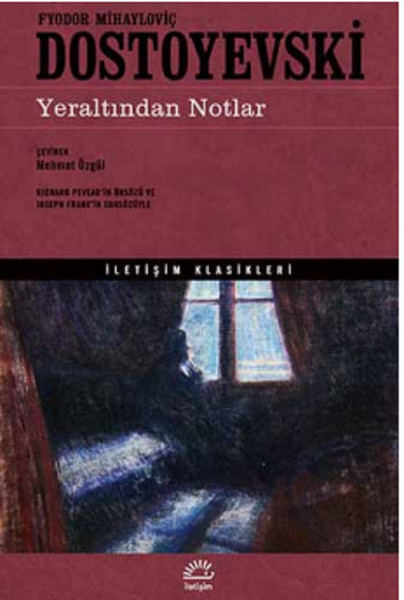 FYODOR MİHAYLOVİÇ
DOSTOYEVSKİ
Yeraltından Notlar
ÇEVİREN
Mehmet Özgül
RICHARD PEVEAR'IN ÖNSÖZÜ VE
JOSEPH FRANK'IN SONSÖZÜYLE
İLETİŞİM KLASİKLERİ
iletişim